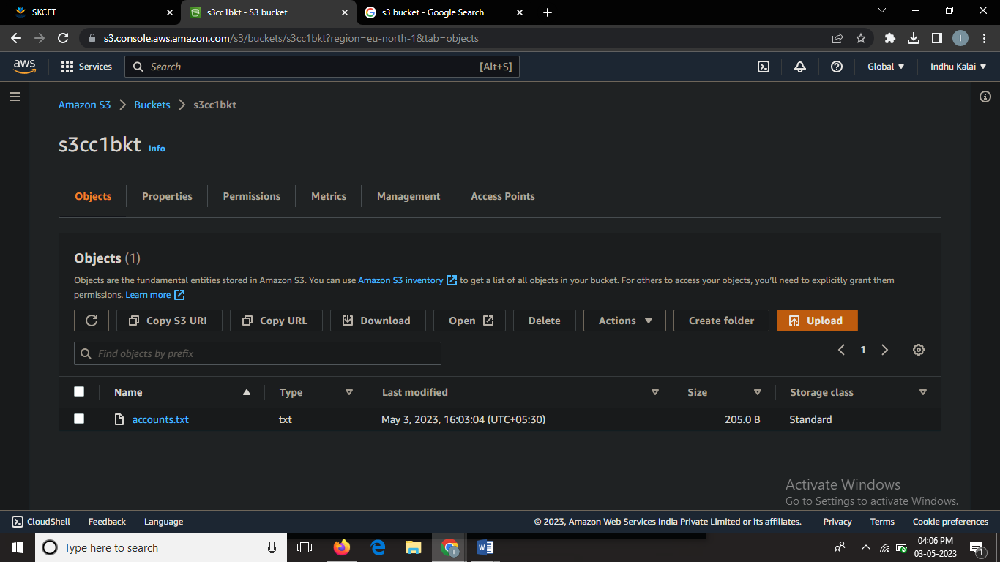 SKCET
s3cc1bkt - S3 bucket
s3 bucket - Google Search
s3.console.aws.amazon.com/s3/buckets/s3cc1bkt?region=eu-north-1&tab=objects
I
aws
Services
Search
[Alt+S]
Global
Indhu Kalai
Amazon S3
Buckets
s3cc1bkt
s3cc1bkt Info
Objects
Properties
Permissions
Metrics
Management
Access Points
Objects (1)
Objects are the fundamental entities stored in Amazon S3. You can use Amazon S3 inventory to get a list of all objects in your bucket. For others to access your objects, you'll need to explicitly grant them
permissions. Learn more
Copy S3 URI
Copy URL
Download
Open
Delete
Actions
Create folder
Upload
Find objects by prefix
1
Name
Type
Last modified
Size
Storage class
accounts.txt
txt
May 3, 2023, 16:03:04 (UTC+05:30)
205.0 B
Standard
Activate Windows
Go to Settings to activate Windows.
CloudShell
Feedback
Language
© 2023, Amazon Web Services India Private Limited or its affiliates.
Privacy
Terms
Cookie preferences
Type here to search
I
W
04:06 PM
03-05-2023
1